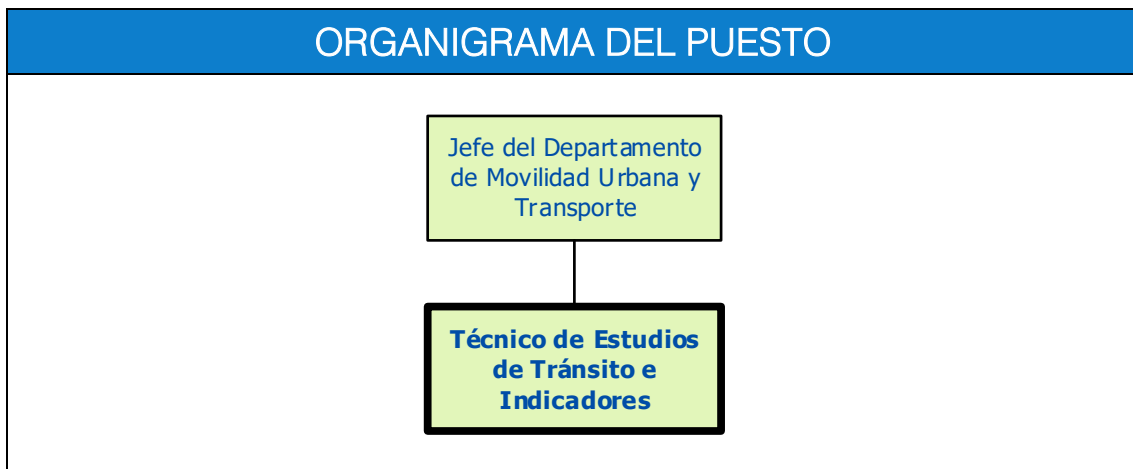 ORGANIGRAMA DEL PUESTO
Jefe del Departamento
de Movilidad Urbana y
Transporte
Técnico de Estudios
de Tránsito e
Indicadores